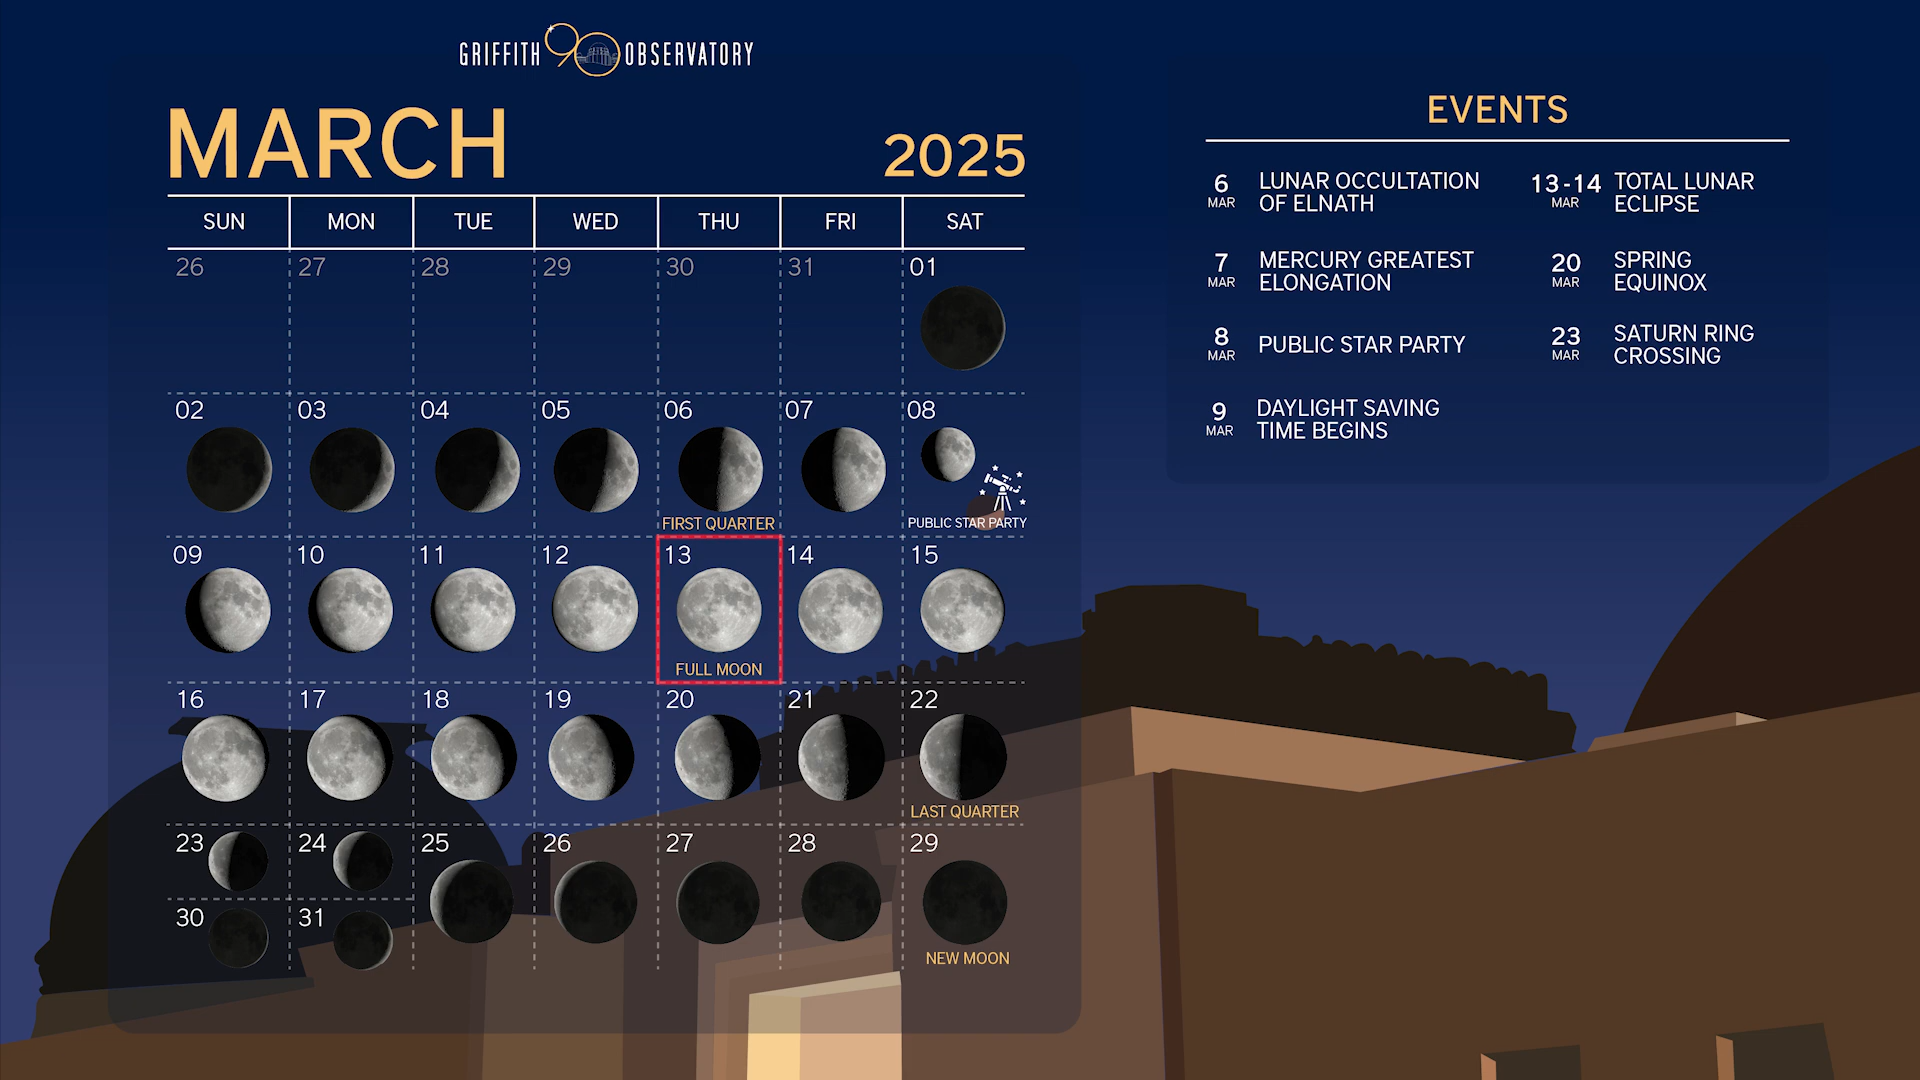 GRIFFITH 90 OBSERVATORY
MARCH
2025
SUN MON TUE WED THU FRI SAT
26 27 28 29 30 31 01
02 03 04 05 06 07 08
FIRST QUARTER
PUBLIC STAR PARTY
09 10 11 12 13 14 15
FULL MOON
16 17 18 19 20 21 22
LAST QUARTER
23 24 25 26 27 28 29
30 31
NEW MOON
EVENTS
6 MAR
LUNAR OCCULTATION
OF ELNATH
7 MAR
MERCURY GREATEST
ELONGATION
8 MAR
PUBLIC STAR PARTY
9 MAR
DAYLIGHT SAVING
TIME BEGINS
13-14 MAR
TOTAL LUNAR
ECLIPSE
20 MAR
SPRING
EQUINOX
23 MAR
SATURN RING
CROSSING